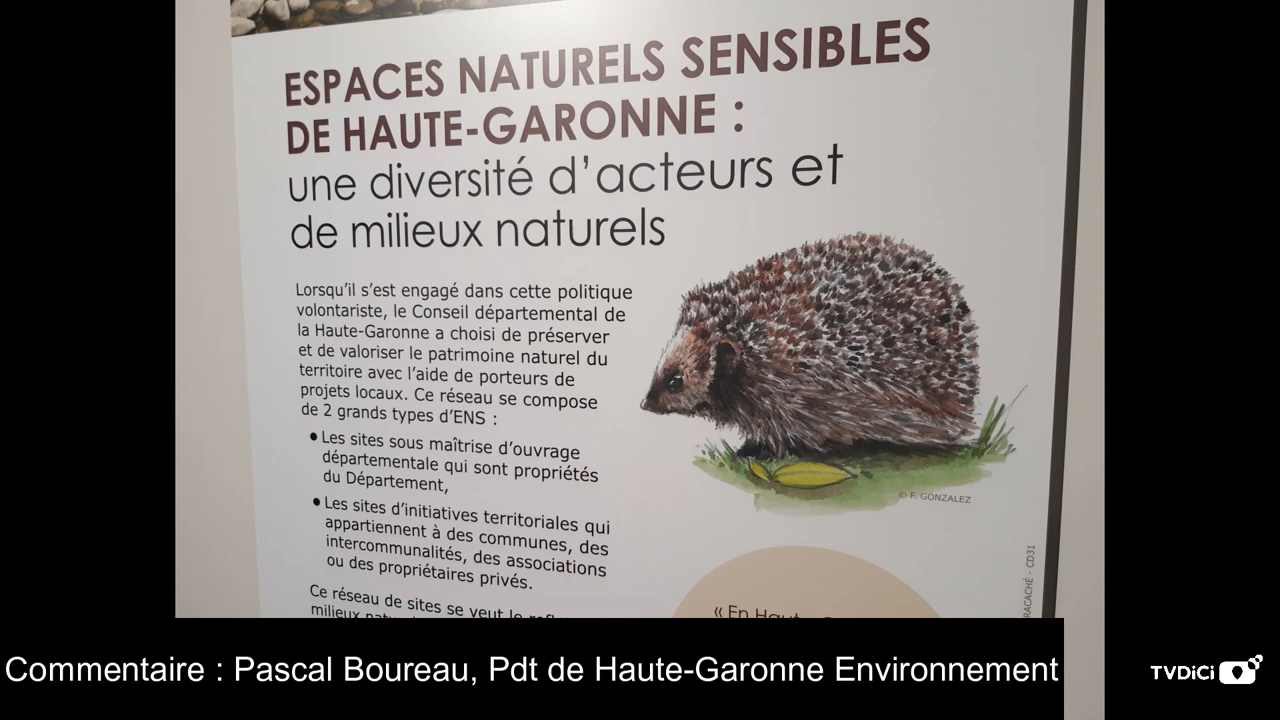 ESPACES NATURELS SENSIBLES
DE HAUTE-GARONNE :
une diversité d'acteurs et
de milieux naturels
Lorsqu'il s'est engagé dans cette politique
volontariste, le Conseil départemental de
la Haute-Garonne a choisi de préserver
et de valoriser le patrimoine naturel du
territoire avec l'aide de porteurs de
projets locaux. Ce réseau se compose
de 2 grands types d'ENS :
• Les sites sous maîtrise d'ouvrage
départementale qui sont propriétés
du Département,
• Les sites d'initiatives territoriales qui
appartiennent à des communes, des
intercommunalités, des associations
ou des propriétaires privés.
Ce réseau de sites se veut le
milieux
© F. GONZALEZ
« En
- CD31
Commentaire : Pascal Boureau, Pdt de Haute-Garonne Environnement
TVDiCi